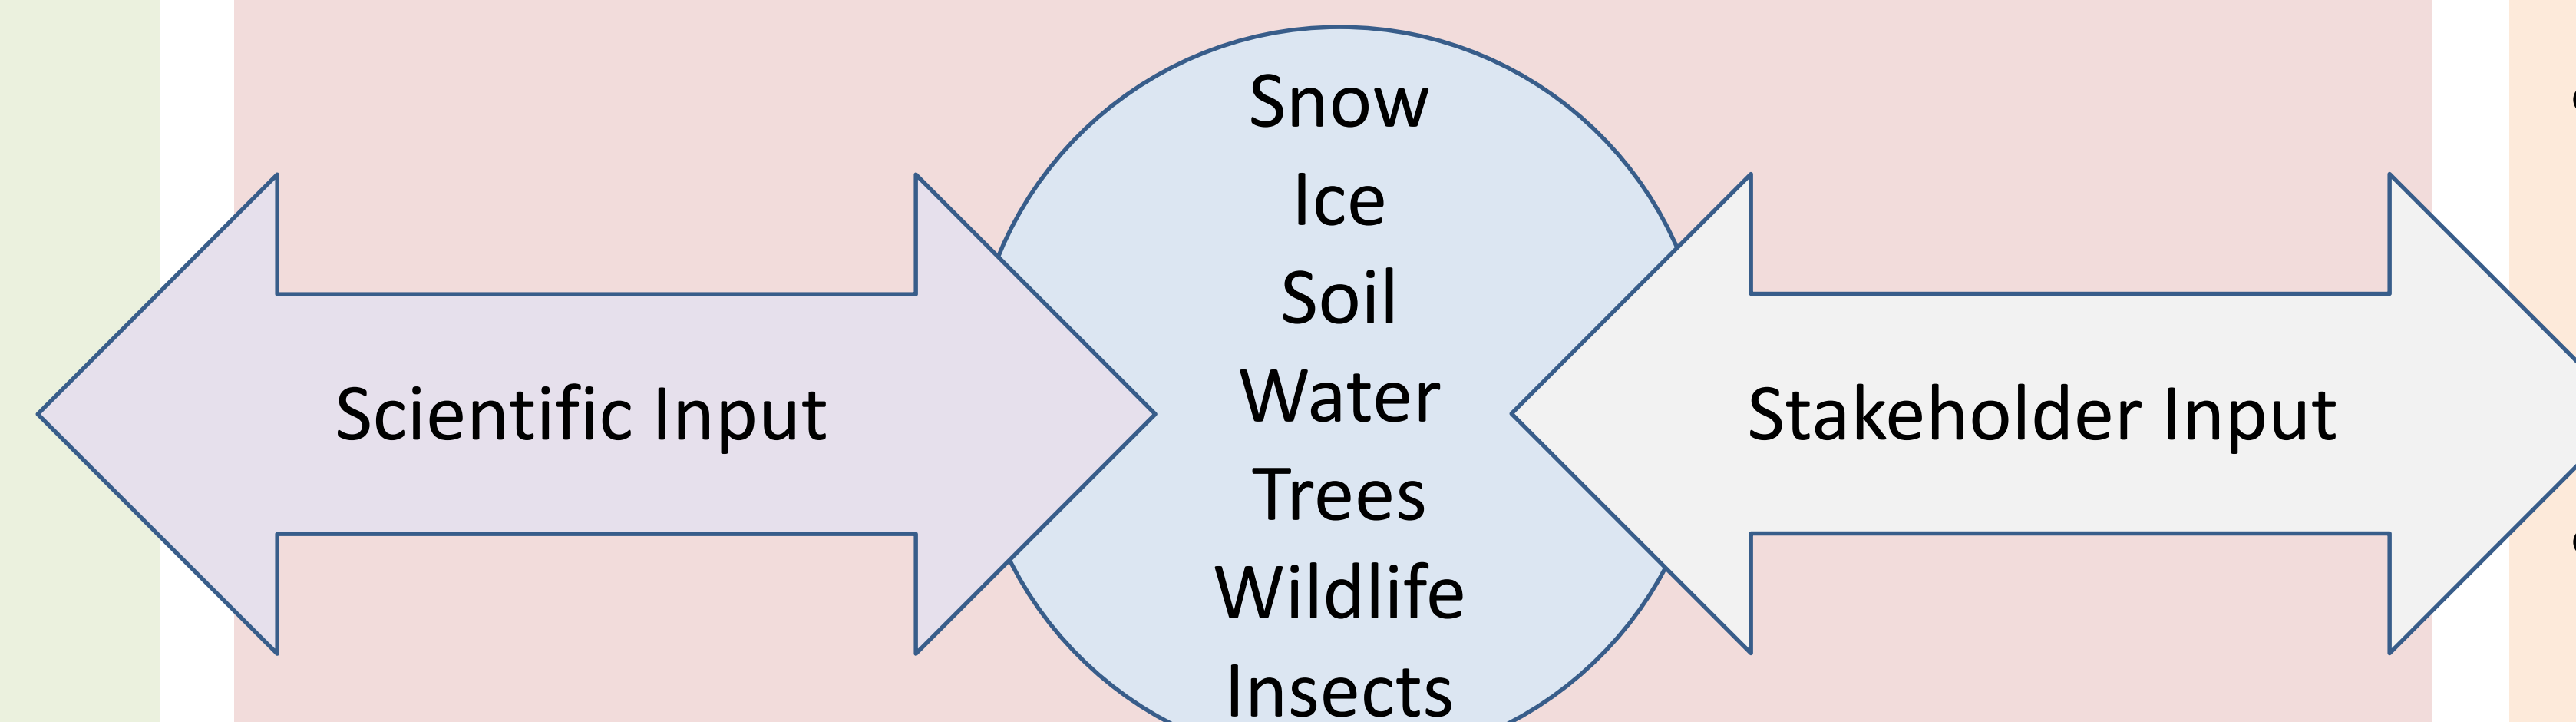 Snow
Ice
Soil
Water
Trees
Wildlife
Insects
Scientific Input
Stakeholder Input